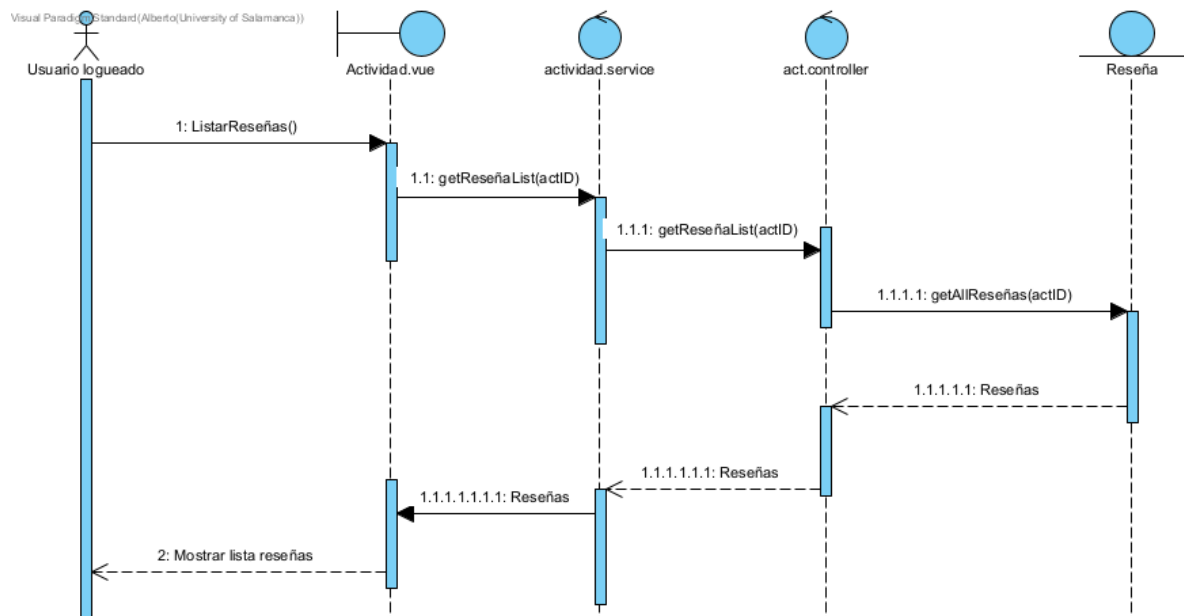 Visual Paradigm Standard(Alberto(University of Salamanca))
Usuario logueado
Actividad.vue
actividad.service
act.controller
Reseña
1: ListarReseñas()
1.1: getReseñaList(actID)
1.1.1: getReseñaList(actID)
1.1.1.1: getAllReseñas(actID)
1.1.1.1.1: Reseñas
1.1.1.1.1.1: Reseñas
1.1.1.1.1.1.1: Reseñas
2: Mostrar lista reseñas